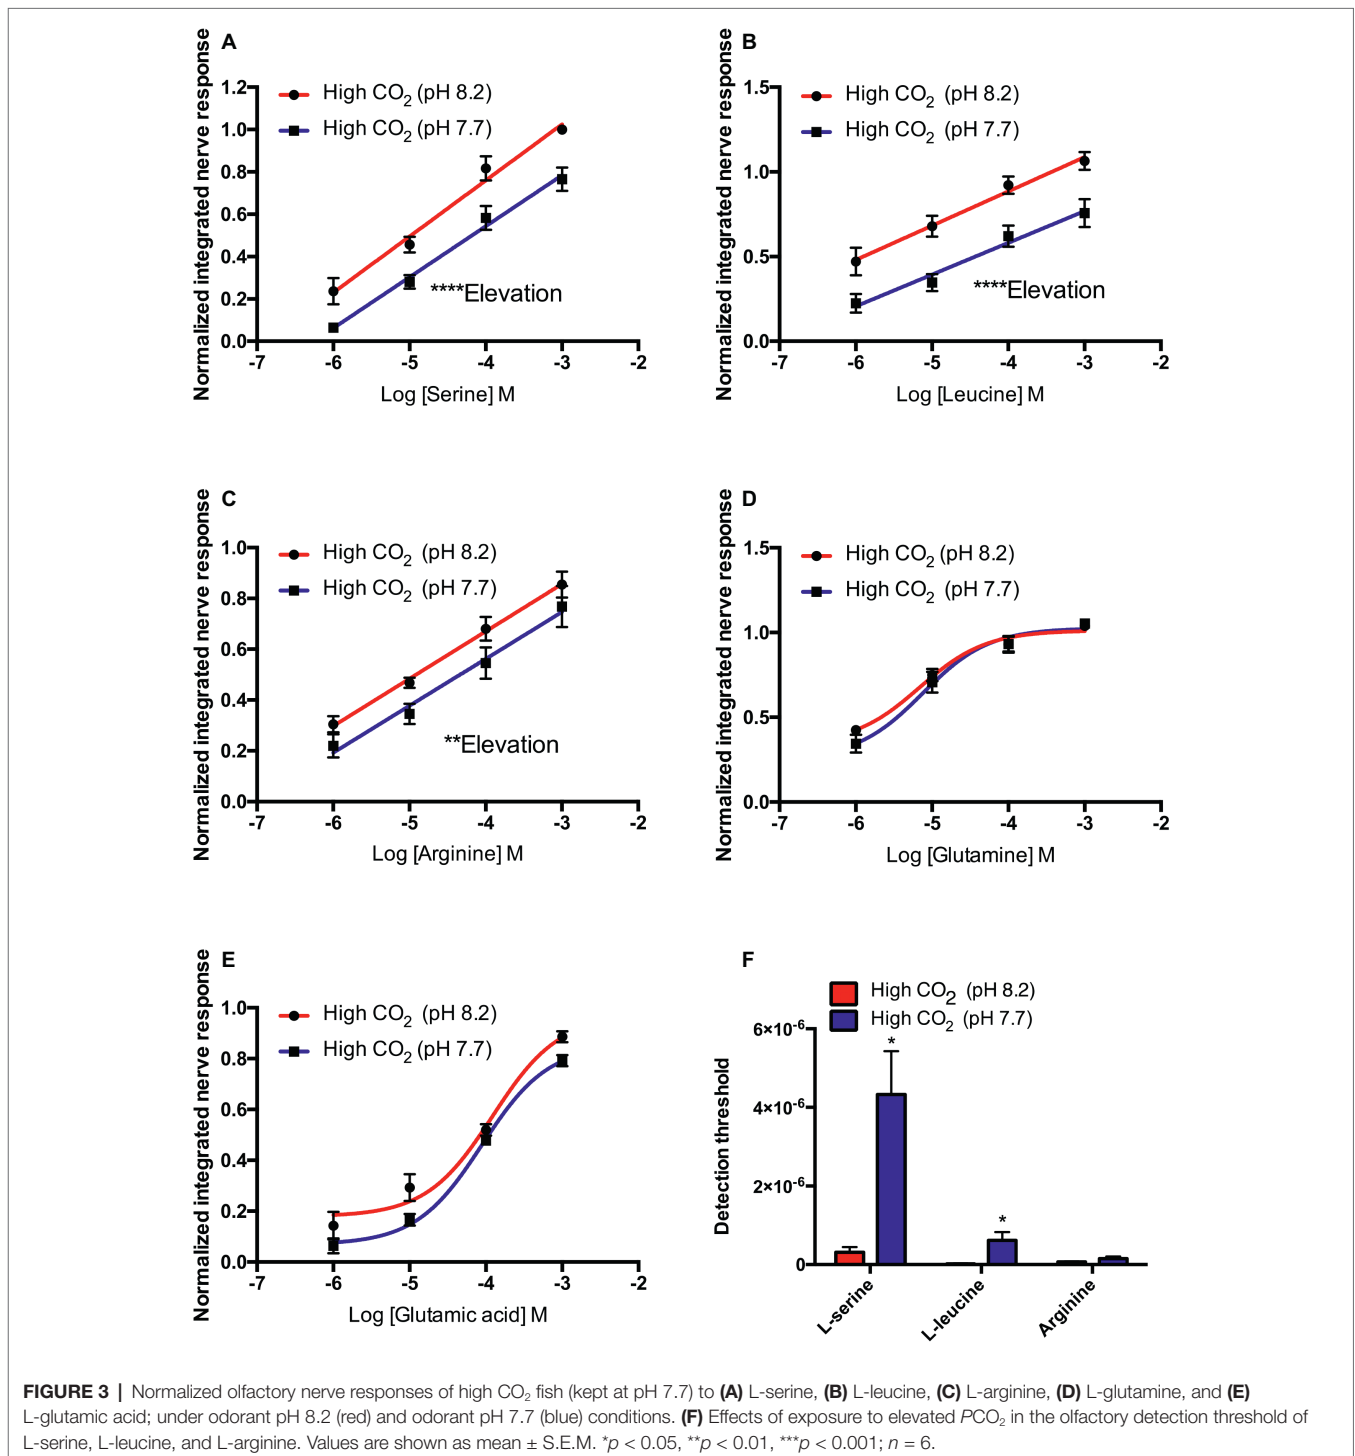 A
Normalized integrated nerve response
High CO2 (pH 8.2)
High CO2 (pH 7.7)
1.2
1.0
0.8
0.6
0.4
0.2
0.0
****Elevation
-7 -6 -5 -4 -3 -2
Log [Serine] M
B
Normalized integrated nerve response
High CO2 (pH 8.2)
High CO2 (pH 7.7)
1.5
1.0
0.5
0.0
****Elevation
-7 -6 -5 -4 -3 -2
Log [Leucine] M
C
Normalized integrated nerve response
High CO2 (pH 8.2)
High CO2 (pH 7.7)
1.0
0.8
0.6
0.4
0.2
0.0
**Elevation
-7 -6 -5 -4 -3 -2
Log [Arginine] M
D
Normalized integrated nerve response
High CO2 (pH 8.2)
High CO2 (pH 7.7)
1.5
1.0
0.5
0.0
-7 -6 -5 -4 -3 -2
Log [Glutamine] M
E
Normalized integrated nerve response
High CO2 (pH 8.2)
High CO2 (pH 7.7)
1.0
0.8
0.6
0.4
0.2
0.0
-7 -6 -5 -4 -3 -2
Log [Glutamic acid] M
F
Detection threshold
High CO2 (pH 8.2)
High CO2 (pH 7.7)
6×10-6
4×10-6
2×10-6
0
*
*
L-serine
L-leucine
Arginine
FIGURE 3 | Normalized olfactory nerve responses of high CO2 fish (kept at pH 7.7) to (A) L-serine, (B) L-leucine, (C) L-arginine, (D) L-glutamine, and (E)
L-glutamic acid; under odorant pH 8.2 (red) and odorant pH 7.7 (blue) conditions. (F) Effects of exposure to elevated PCO2 in the olfactory detection threshold of
L-serine, L-leucine, and L-arginine. Values are shown as mean ± S.E.M. *p < 0.05, **p < 0.01, ***p < 0.001; n = 6.